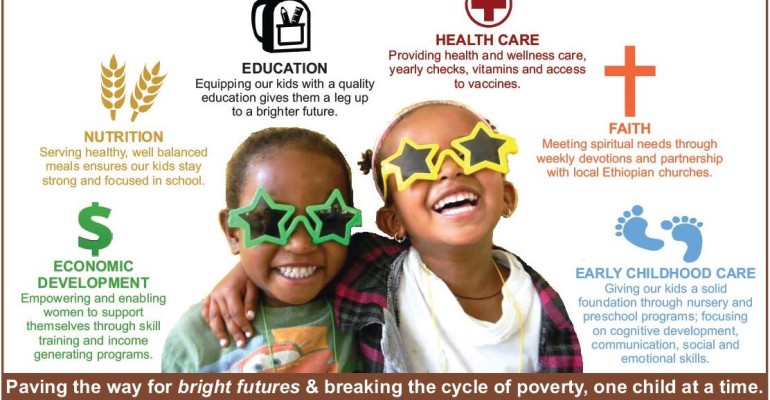 EDUCATION
Equipping our kids with a quality
education gives them a leg up
to a brighter future.
HEALTH CARE
Providing health and wellness care,
yearly checks, vitamins and access
to vaccines.
NUTRITION
Serving healthy, well balanced
meals ensures our kids stay
strong and focused in school.
FAITH
Meeting spiritual needs through
weekly devotions and partnership
with local Ethiopian churches.
$
ECONOMIC
DEVELOPMENT
Empowering and enabling
women to support
themselves through skill
training and income
generating programs.
EARLY CHILDHOOD CARE
Giving our kids a solid
foundation through nursery and
preschool programs; focusing
on cognitive development,
communication, social and
emotional skills.
Paving the way for bright futures & breaking the cycle of poverty, one child at a time.